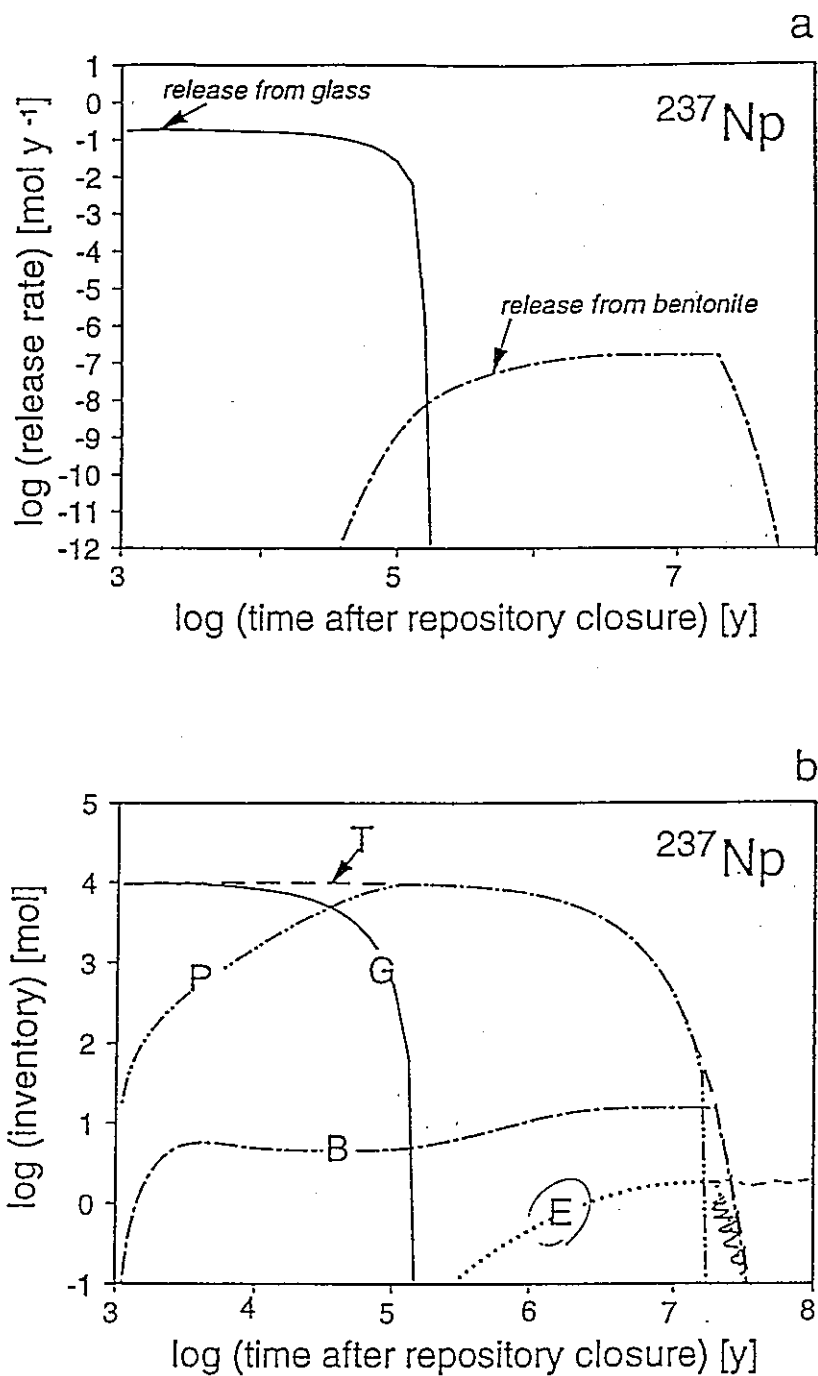 a
1
0
-1
-2
-3
-4
-5
-6
-7
-8
-9
-10
-11
-12
log (release rate) [mol y -1]
release from glass
237Np
release from bentonite
3 5 7
log (time after repository closure) [y]
b
5
4
3
2
1
0
-1
log (inventory) [mol]
T
237Np
P
G
B
E
3 4 5 6 7 8
log (time after repository closure) [y]